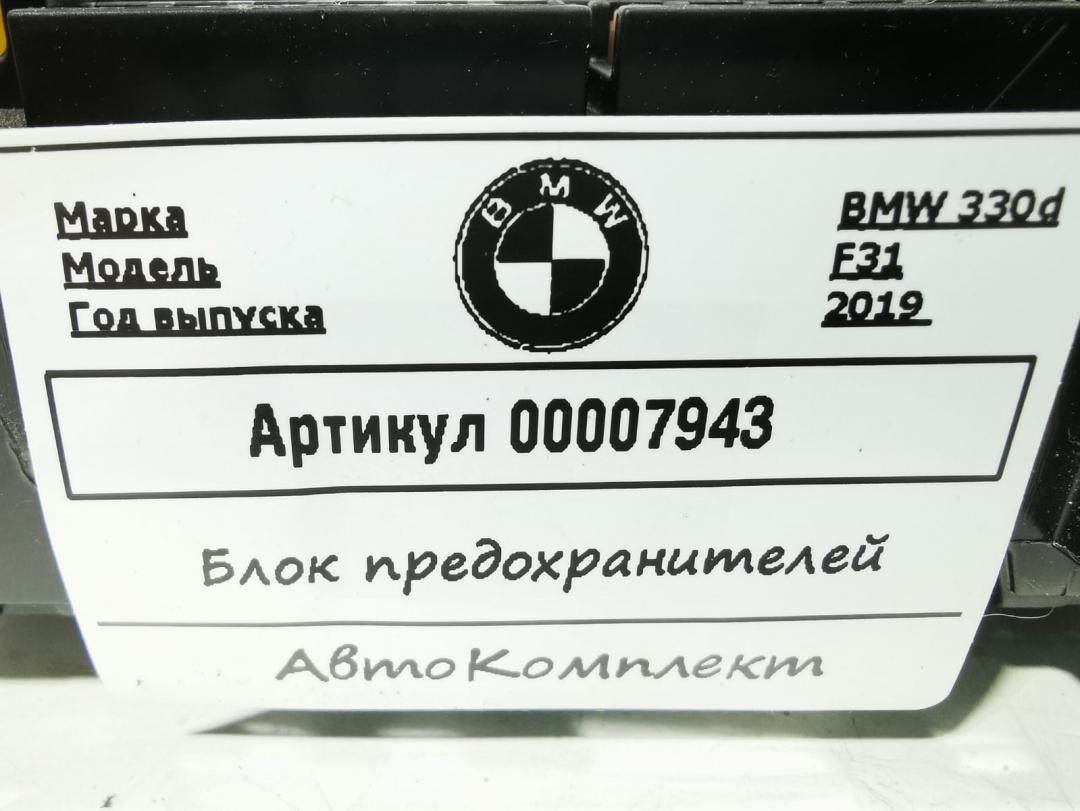 Марка BMW 330d
Модель F31
Год выпуска 2019
BMW
Артикул 00007943
Блок предохранителей
АвтоКомплект